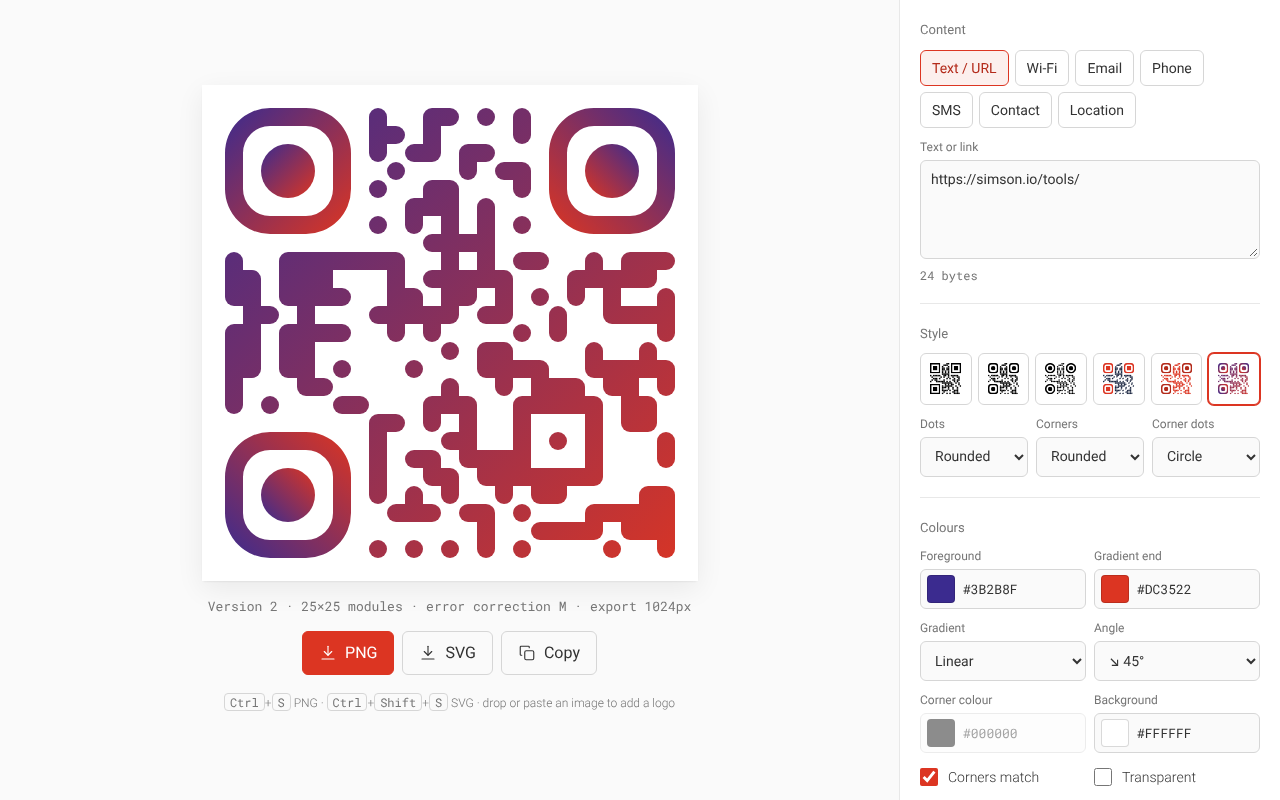 Content
Text / URL
Wi-Fi
Email
Phone
SMS
Contact
Location
Text or link
https://simson.io/tools/
24 bytes
Style
Dots
Corners
Corner dots
Rounded
Rounded
Circle
Colours
Foreground
Gradient end
#3B2B8F
#DC3522
Gradient
Angle
Linear
↘ 45°
Corner colour
Background
#000000
#FFFFFF
Corners match
Transparent
Version 2 · 25×25 modules · error correction M · export 1024px
PNG
SVG
Copy
Ctrl+S PNG · Ctrl+Shift+S SVG · drop or paste an image to add a logo